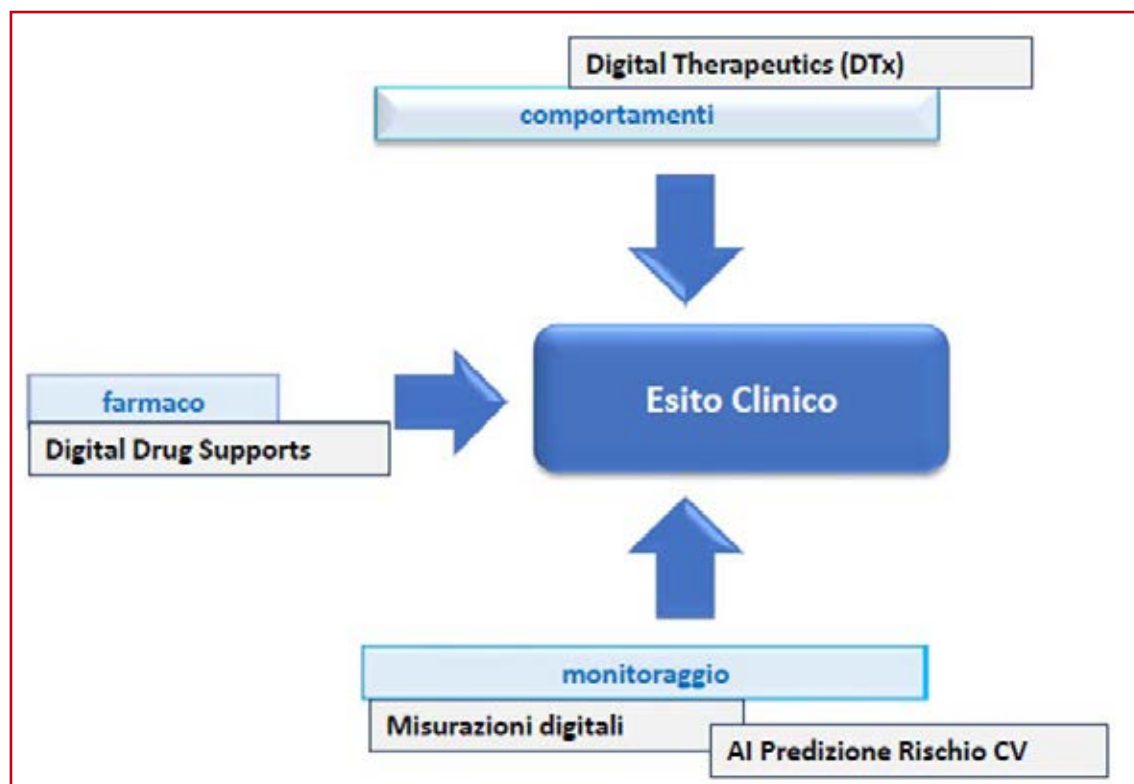 Digital Therapeutics (DTx)
comportamenti
farmaco
Digital Drug Supports
Esito Clinico
monitoraggio
Misurazioni digitali
AI Predizione Rischio CV